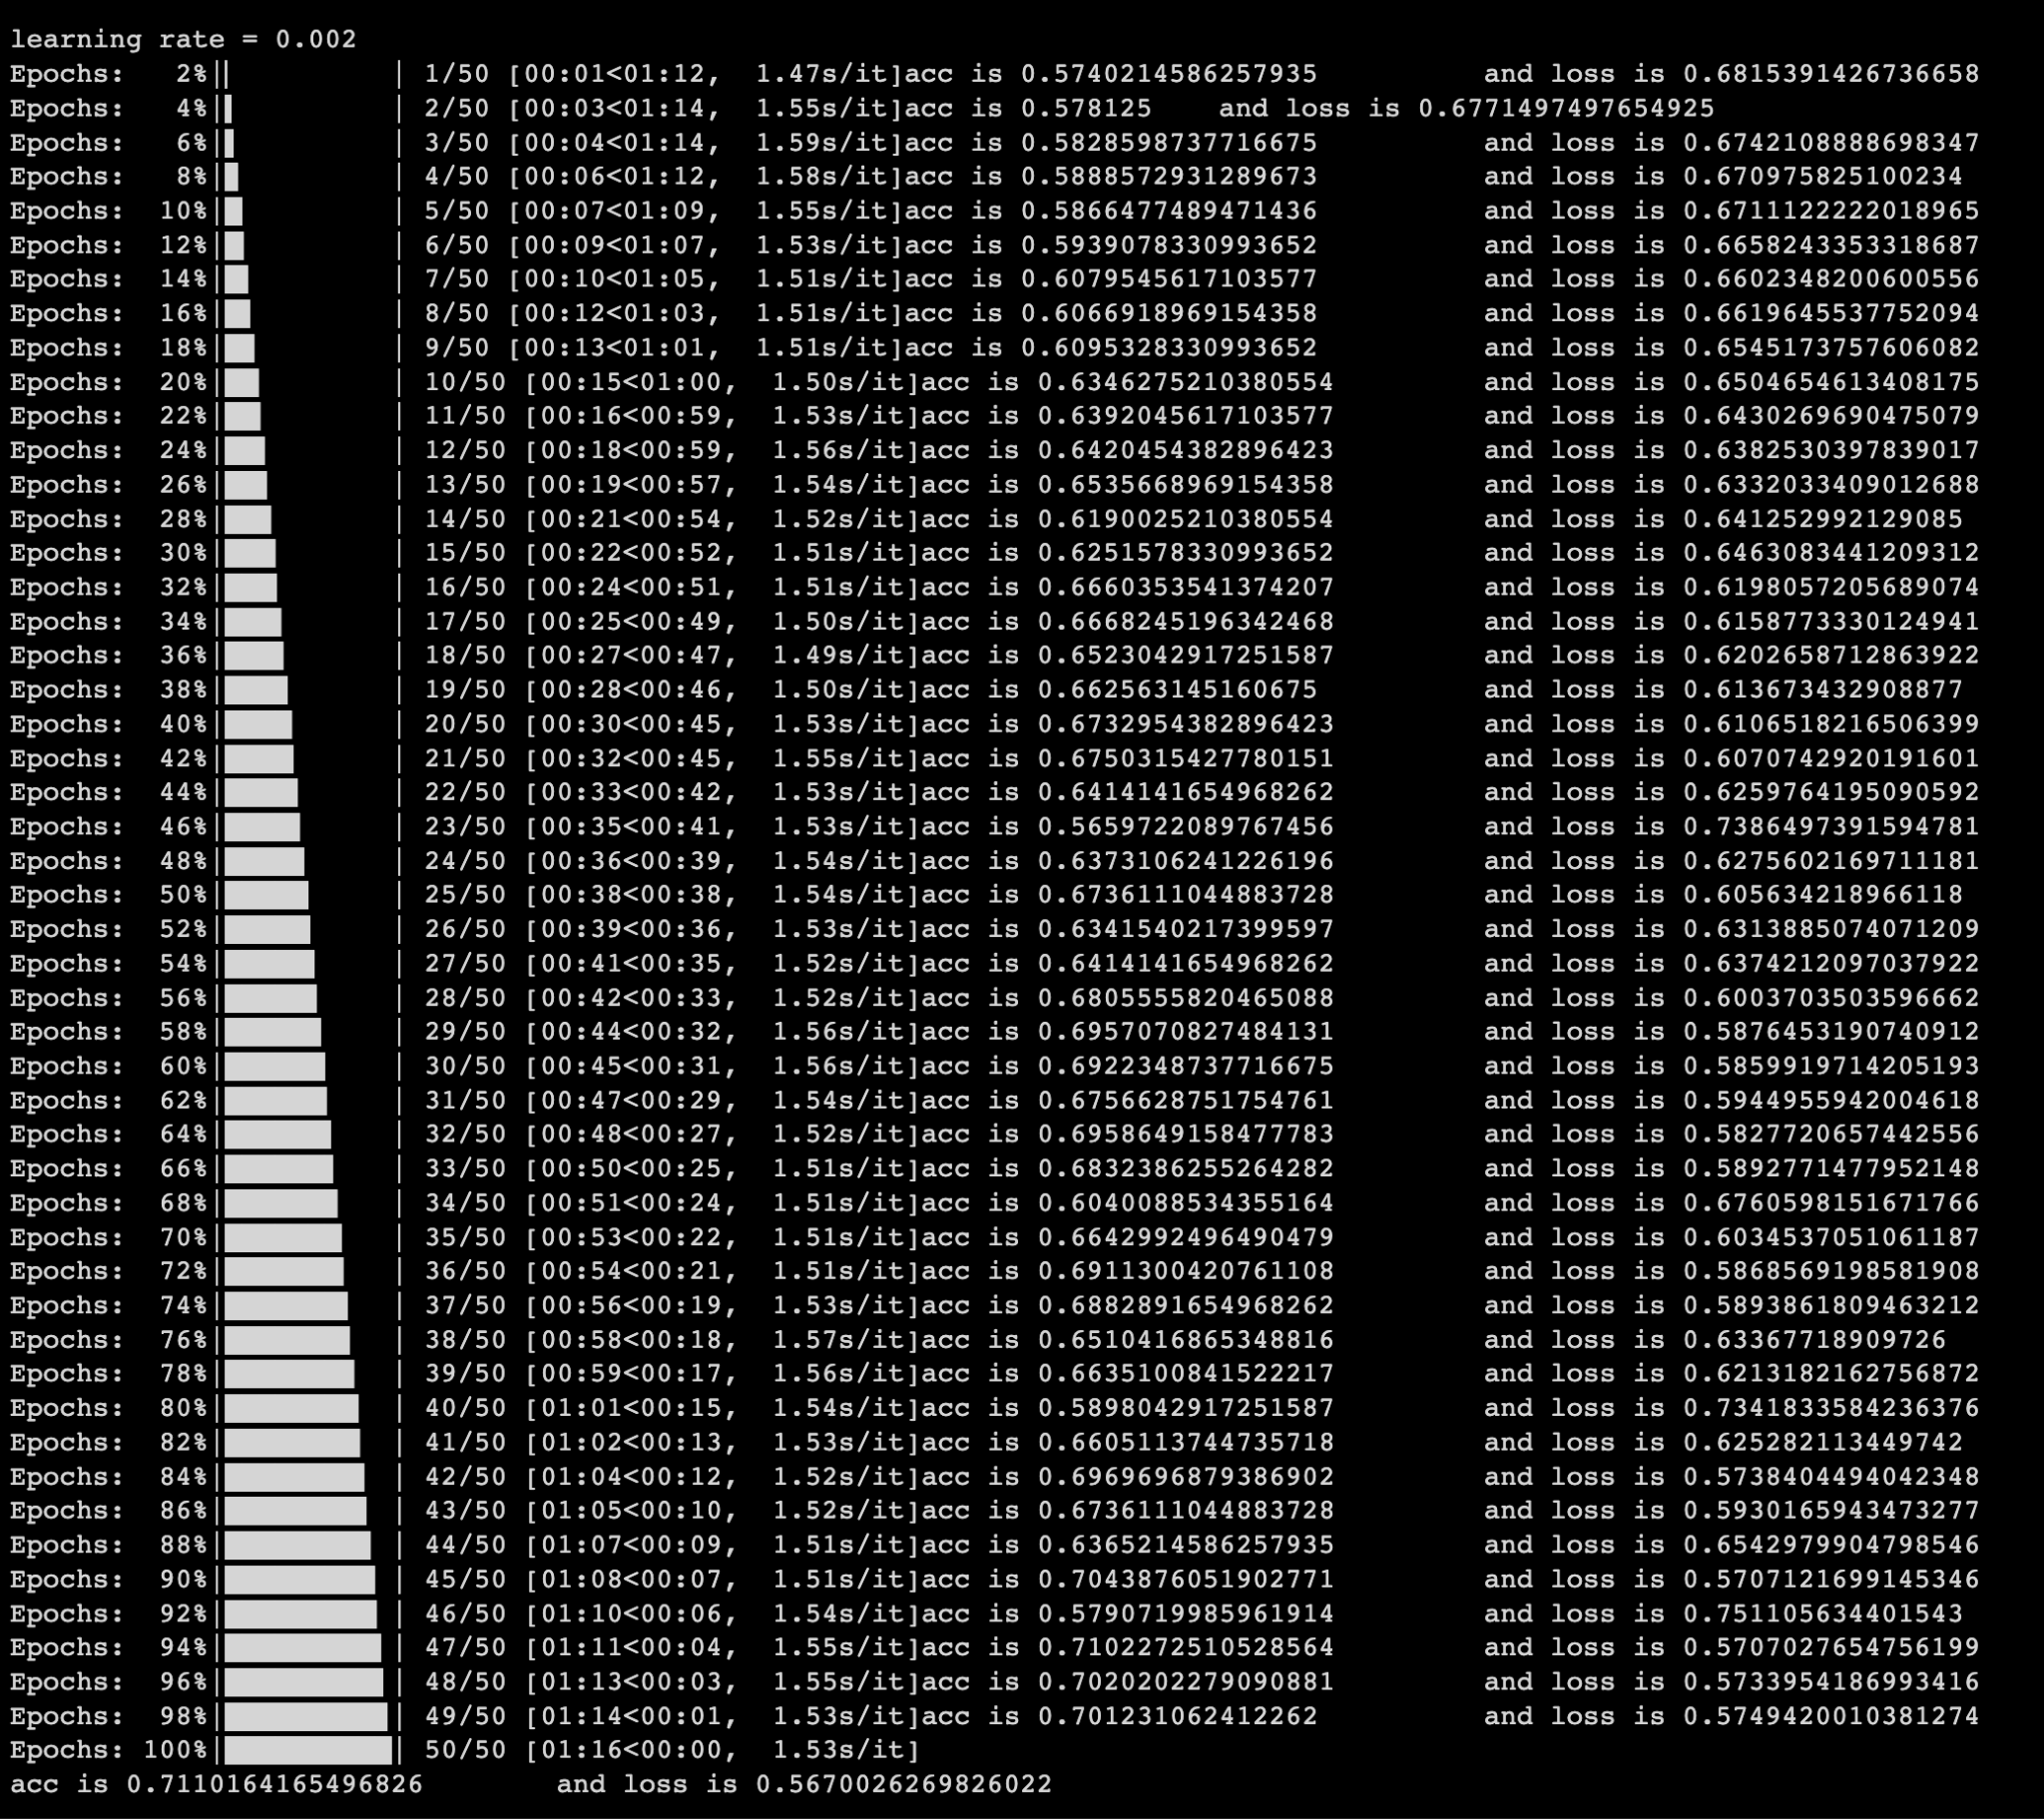 learning rate = 0.002
Epochs:   2%|| | 1/50 [00:01<01:12,  1.47s/it]acc is 0.5740214586257935 and loss is 0.6815391426736658
Epochs:   4%|█ | 2/50 [00:03<01:14,  1.55s/it]acc is 0.578125 and loss is 0.6771497497654925
Epochs:   6%|█ | 3/50 [00:04<01:14,  1.59s/it]acc is 0.5828598737716675 and loss is 0.6742108888698347
Epochs:   8%|█ | 4/50 [00:06<01:12,  1.58s/it]acc is 0.5888572931289673 and loss is 0.670975825100234
Epochs:  10%|█ | 5/50 [00:07<01:09,  1.55s/it]acc is 0.5866477489471436 and loss is 0.6711122222018965
Epochs:  12%|█ | 6/50 [00:09<01:07,  1.53s/it]acc is 0.5939078330993652 and loss is 0.6658243353318687
Epochs:  14%|█ | 7/50 [00:10<01:05,  1.51s/it]acc is 0.6079545617103577 and loss is 0.6602348200600556
Epochs:  16%|██ | 8/50 [00:12<01:03,  1.51s/it]acc is 0.6066918969154358 and loss is 0.6619645537752094
Epochs:  18%|██ | 9/50 [00:13<01:01,  1.51s/it]acc is 0.6095328330993652 and loss is 0.6545173757606082
Epochs:  20%|██ | 10/50 [00:15<01:00,  1.50s/it]acc is 0.6346275210380554 and loss is 0.6504654613408175
Epochs:  22%|██ | 11/50 [00:16<00:59,  1.53s/it]acc is 0.6392045617103577 and loss is 0.6430269690475079
Epochs:  24%|██ | 12/50 [00:18<00:59,  1.56s/it]acc is 0.6420454382896423 and loss is 0.6382530397839017
Epochs:  26%|███ | 13/50 [00:19<00:57,  1.54s/it]acc is 0.6535668969154358 and loss is 0.6332033409012688
Epochs:  28%|███ | 14/50 [00:21<00:54,  1.52s/it]acc is 0.6190025210380554 and loss is 0.641252992129085
Epochs:  30%|███ | 15/50 [00:22<00:52,  1.51s/it]acc is 0.6251578330993652 and loss is 0.6463083441209312
Epochs:  32%|███ | 16/50 [00:24<00:51,  1.51s/it]acc is 0.6660353541374207 and loss is 0.6198057205689074
Epochs:  34%|███ | 17/50 [00:25<00:49,  1.50s/it]acc is 0.6668245196342468 and loss is 0.6158773330124941
Epochs:  36%|████ | 18/50 [00:27<00:47,  1.49s/it]acc is 0.6523042917251587 and loss is 0.6202658712863922
Epochs:  38%|████ | 19/50 [00:28<00:46,  1.50s/it]acc is 0.662563145160675 and loss is 0.613673432908877
Epochs:  40%|████ | 20/50 [00:30<00:45,  1.53s/it]acc is 0.6732954382896423 and loss is 0.6106518216506399
Epochs:  42%|████ | 21/50 [00:32<00:45,  1.55s/it]acc is 0.6750315427780151 and loss is 0.6070742920191601
Epochs:  44%|████ | 22/50 [00:33<00:42,  1.53s/it]acc is 0.6414141654968262 and loss is 0.6259764195090592
Epochs:  46%|█████ | 23/50 [00:35<00:41,  1.53s/it]acc is 0.5659722089767456 and loss is 0.7386497391594781
Epochs:  48%|█████ | 24/50 [00:36<00:39,  1.54s/it]acc is 0.6373106241226196 and loss is 0.6275602169711181
Epochs:  50%|█████ | 25/50 [00:38<00:38,  1.54s/it]acc is 0.6736111044883728 and loss is 0.605634218966118
Epochs:  52%|█████ | 26/50 [00:39<00:36,  1.53s/it]acc is 0.6341540217399597 and loss is 0.6313885074071209
Epochs:  54%|█████ | 27/50 [00:41<00:35,  1.52s/it]acc is 0.6414141654968262 and loss is 0.6374212097037922
Epochs:  56%|██████ | 28/50 [00:42<00:33,  1.52s/it]acc is 0.6805555820465088 and loss is 0.6003703503596662
Epochs:  58%|██████ | 29/50 [00:44<00:32,  1.56s/it]acc is 0.6957070827484131 and loss is 0.5876453190740912
Epochs:  60%|██████ | 30/50 [00:45<00:31,  1.56s/it]acc is 0.6922348737716675 and loss is 0.5859919714205193
Epochs:  62%|██████ | 31/50 [00:47<00:29,  1.54s/it]acc is 0.6756628751754761 and loss is 0.5944955942004618
Epochs:  64%|██████ | 32/50 [00:48<00:27,  1.52s/it]acc is 0.6958649158477783 and loss is 0.5827720657442556
Epochs:  66%|███████ | 33/50 [00:50<00:25,  1.51s/it]acc is 0.6832386255264282 and loss is 0.5892771477952148
Epochs:  68%|███████ | 34/50 [00:51<00:24,  1.51s/it]acc is 0.6040088534355164 and loss is 0.6760598151671766
Epochs:  70%|███████ | 35/50 [00:53<00:22,  1.51s/it]acc is 0.6642992496490479 and loss is 0.6034537051061187
Epochs:  72%|███████ | 36/50 [00:54<00:21,  1.51s/it]acc is 0.6911300420761108 and loss is 0.5868569198581908
Epochs:  74%|███████ | 37/50 [00:56<00:19,  1.53s/it]acc is 0.6882891654968262 and loss is 0.5893861809463212
Epochs:  76%|████████ | 38/50 [00:58<00:18,  1.57s/it]acc is 0.6510416865348816 and loss is 0.63367718909726
Epochs:  78%|████████ | 39/50 [00:59<00:17,  1.56s/it]acc is 0.6635100841522217 and loss is 0.6213182162756872
Epochs:  80%|████████ | 40/50 [01:01<00:15,  1.54s/it]acc is 0.5898042917251587 and loss is 0.7341833584236376
Epochs:  82%|████████ | 41/50 [01:02<00:13,  1.53s/it]acc is 0.6605113744735718 and loss is 0.625282113449742
Epochs:  84%|████████ | 42/50 [01:04<00:12,  1.52s/it]acc is 0.6969696879386902 and loss is 0.5738404494042348
Epochs:  86%|█████████ | 43/50 [01:05<00:10,  1.52s/it]acc is 0.6736111044883728 and loss is 0.5930165943473277
Epochs:  88%|█████████ | 44/50 [01:07<00:09,  1.51s/it]acc is 0.6365214586257935 and loss is 0.6542979904798546
Epochs:  90%|█████████ | 45/50 [01:08<00:07,  1.51s/it]acc is 0.7043876051902771 and loss is 0.5707121699145346
Epochs:  92%|█████████ | 46/50 [01:10<00:06,  1.54s/it]acc is 0.5790719985961914 and loss is 0.751105634401543
Epochs:  94%|█████████ | 47/50 [01:11<00:04,  1.55s/it]acc is 0.7102272510528564 and loss is 0.5707027654756199
Epochs:  96%|██████████| 48/50 [01:13<00:03,  1.55s/it]acc is 0.7020202279090881 and loss is 0.5733954186993416
Epochs:  98%|██████████| 49/50 [01:14<00:01,  1.53s/it]acc is 0.701231062412262 and loss is 0.5749420010381274
Epochs: 100%|██████████| 50/50 [01:16<00:00,  1.53s/it]
acc is 0.7110164165496826 and loss is 0.5670026269826022